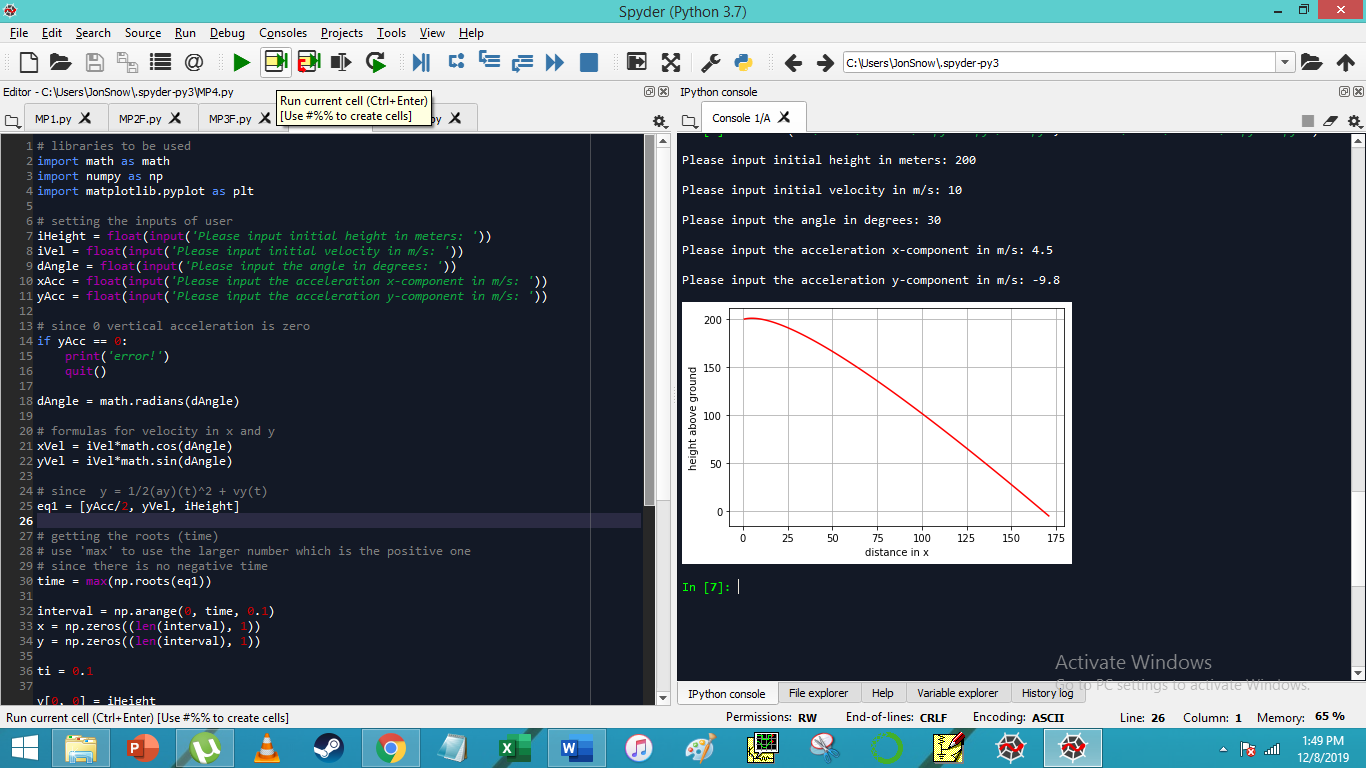 Spyder (Python 3.7)
File Edit Search Source Run Debug Consoles Projects Tools View Help
C:\Users\JonSnow\.spyder-py3
Editor - C:\Users\JonSnow\.spyder-py3\MP4.py
IPython console
Run current cell (Ctrl+Enter)
[Use #%% to create cells]
MP1.py MP2F.py MP3F.py
Console 1/A
1 # libraries to be used
2 import math as math
3 import numpy as np
4 import matplotlib.pyplot as plt
5
6 # setting the inputs of user
7 iHeight = float(input('Please input initial height in meters: '))
8 iVel = float(input('Please input initial velocity in m/s: '))
9 dAngle = float(input('Please input the angle in degrees: '))
10 xAcc = float(input('Please input the acceleration x-component in m/s: '))
11 yAcc = float(input('Please input the acceleration y-component in m/s: '))
12
13 # since 0 vertical acceleration is zero
14 if yAcc == 0:
15 print('error!')
16 quit()
17
18 dAngle = math.radians(dAngle)
19
20 # formulas for velocity in x and y
21 xVel = iVel*math.cos(dAngle)
22 yVel = iVel*math.sin(dAngle)
23
24 # since  y = 1/2(ay)(t)^2 + vy(t)
25 eq1 = [yAcc/2, yVel, iHeight]
26
27 # getting the roots (time)
28 # use 'max' to use the larger number which is the positive one
29 # since there is no negative time
30 time = max(np.roots(eq1))
31
32 interval = np.arange(0, time, 0.1)
33 x = np.zeros((len(interval), 1))
34 y = np.zeros((len(interval), 1))
35
36 ti = 0.1
37
y[0, 0] = iHeight
Please input initial height in meters: 200
Please input initial velocity in m/s: 10
Please input the angle in degrees: 30
Please input the acceleration x-component in m/s: 4.5
Please input the acceleration y-component in m/s: -9.8
height above ground
200
150
100
50
0
0 25 50 75 100 125 150 175
distance in x
In [7]:
Activate Windows
Go to PC settings to activate Windows.
IPython console File explorer Help Variable explorer History log
Run current cell (Ctrl+Enter) [Use #%% to create cells]
Permissions: RW End-of-lines: CRLF Encoding: ASCII Line: 26 Column: 1 Memory: 65 %
1:49 PM
12/8/2019